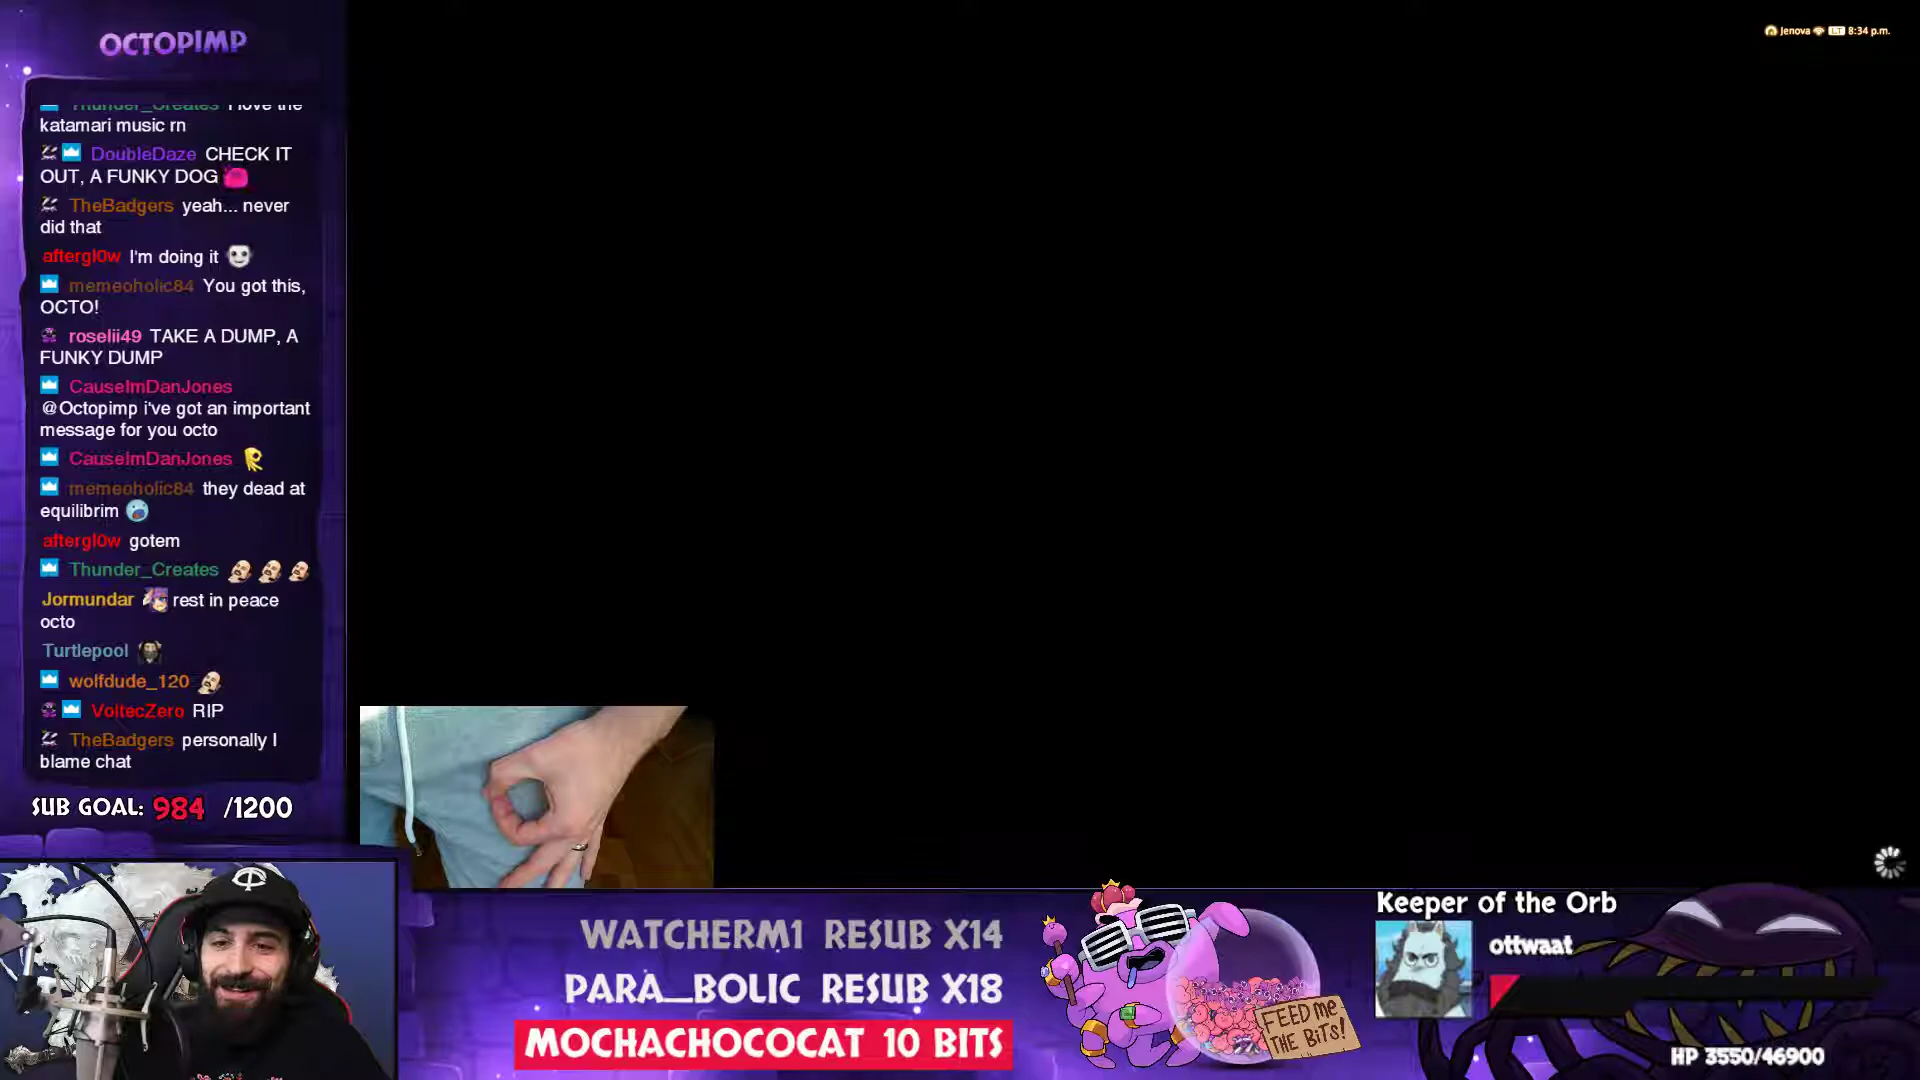 OCTOPIMP
Jenova LT 8:34 p.m.
Thunder_Creates I love the
katamari music rn
DoubleDaze CHECK IT
OUT, A FUNKY DOG
TheBadgers yeah... never
did that
aftergl0w I'm doing it
memeoholic84 You got this,
OCTO!
roselii49 TAKE A DUMP, A
FUNKY DUMP
CauseImDanJones
@Octopimp i've got an important
message for you octo
CauseImDanJones
memeoholic84 they dead at
equilibrim
aftergl0w gotem
Thunder_Creates
Jormundar rest in peace
octo
Turtlepool
wolfdude_120
VoltecZero RIP
TheBadgers personally I
blame chat
SUB GOAL: 984 /1200
WATCHERM1 RESUB X14
PARA_BOLIC RESUB X18
MOCHACHOCOCAT 10 BITS
FEED ME
THE BITS!
Keeper of the Orb
ottwaat
HP 3550/46900